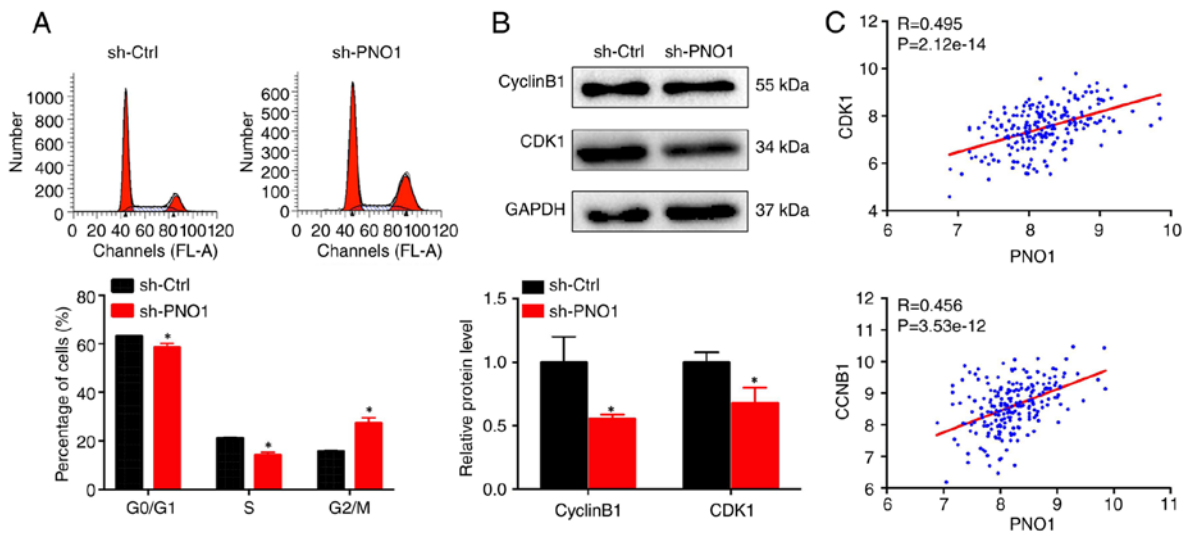 A
sh-Ctrl
sh-PNO1
Number
1000
800
600
400
200
0
0 20 40 60 80 100 120
Channels (FL-A)
Number
600
500
400
300
200
100
0
0 20 40 60 80 100 120
Channels (FL-A)
sh-Ctrl
sh-PNO1
Percentage of cells (%)
80
60
40
20
0
* * *
G0/G1 S G2/M
B
sh-Ctrl sh-PNO1
CyclinB1 55 kDa
CDK1 34 kDa
GAPDH 37 kDa
sh-Ctrl
sh-PNO1
Relative protein level
1.5
1.0
0.5
0.0
* *
CyclinB1 CDK1
C
R=0.495
P=2.12e-14
CDK1
12
10
8
6
4
6 7 8 9 10
PNO1
R=0.456
P=3.53e-12
CCNB1
12
11
10
9
8
7
6
6 7 8 9 10 11
PNO1